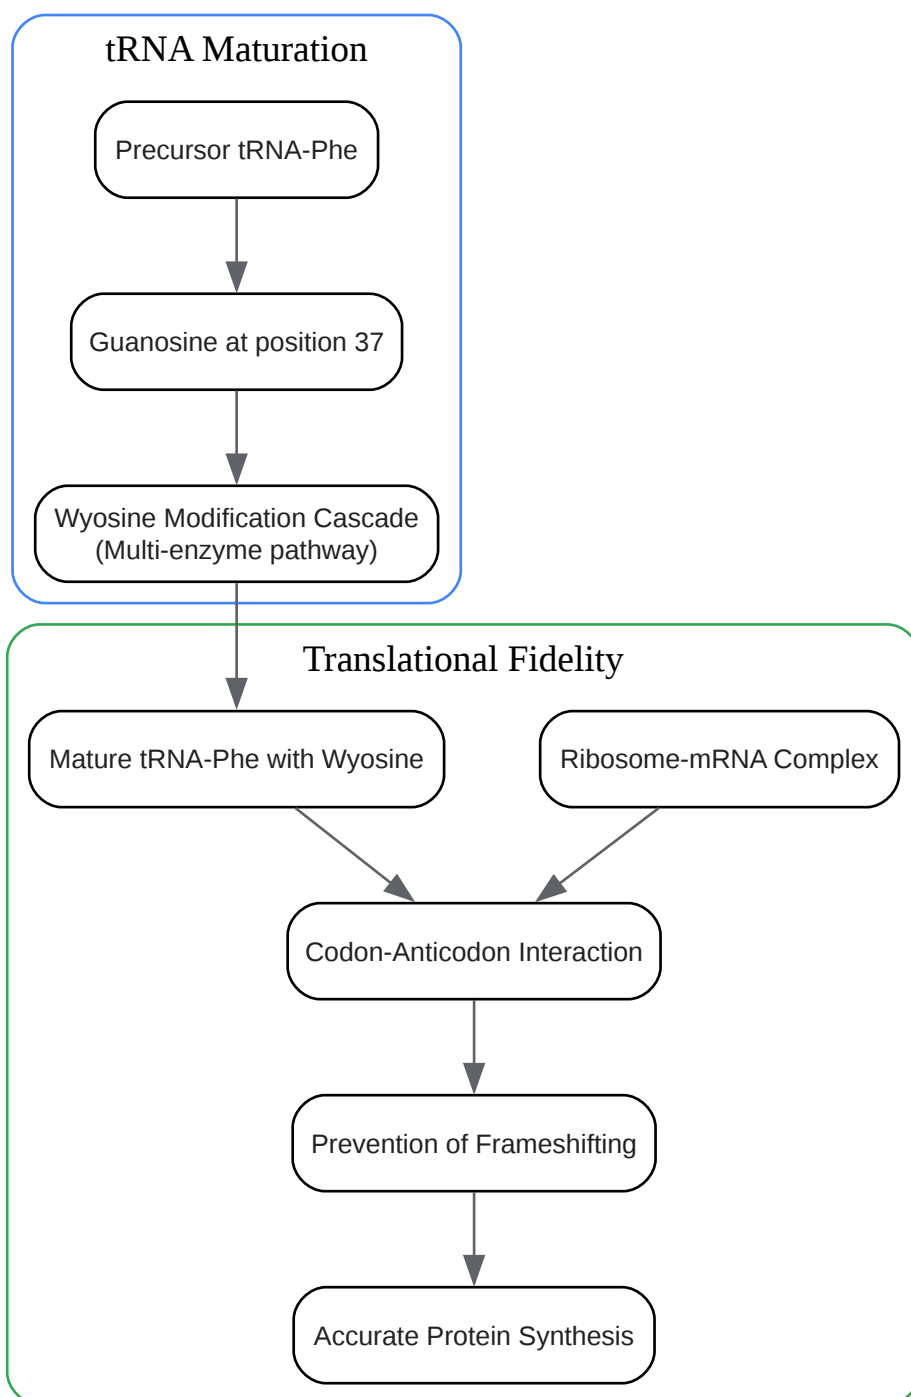 tRNA Maturation
Precursor tRNA-Phe
Guanosine at position 37
Wyosine Modification Cascade
(Multi-enzyme pathway)
Translational Fidelity
Mature tRNA-Phe with Wyosine
Ribosome-mRNA Complex
Codon-Anticodon Interaction
Prevention of Frameshifting
Accurate Protein Synthesis